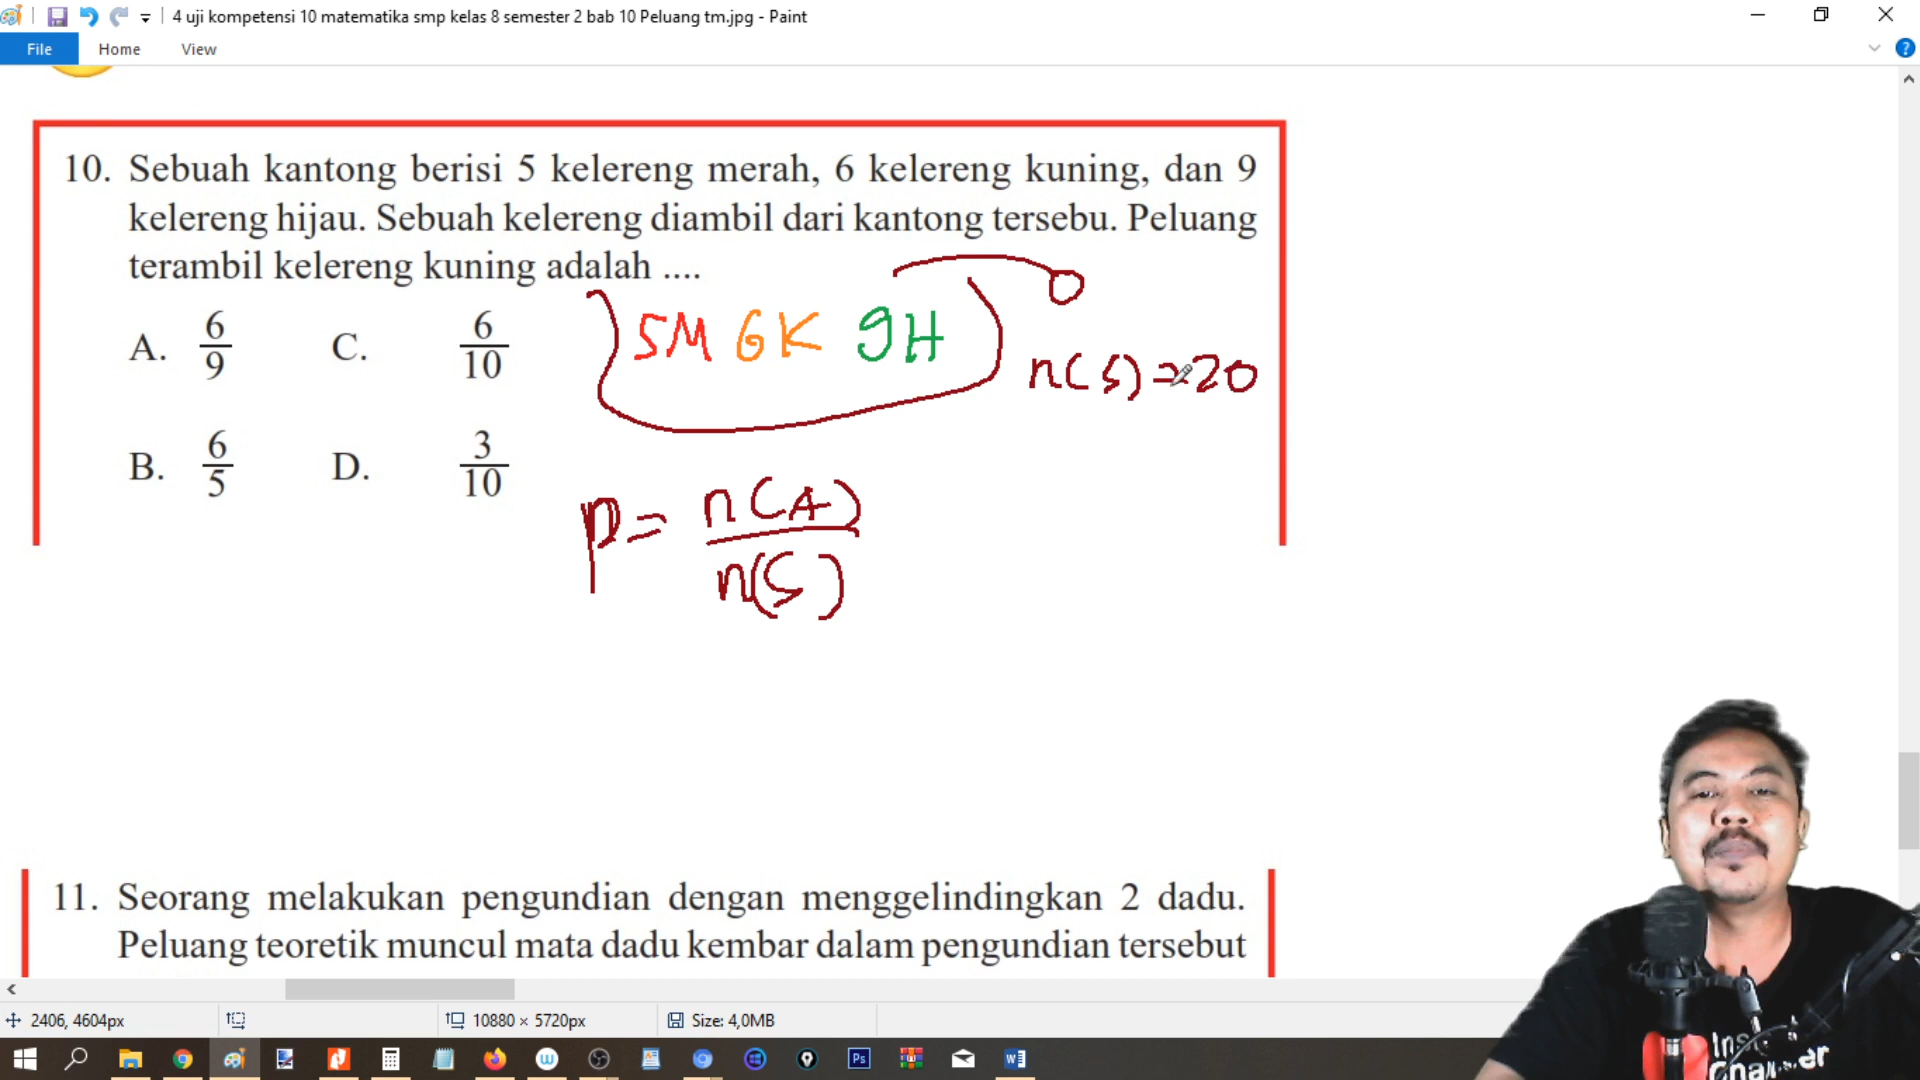 4 uji kompetensi 10 matematika smp kelas 8 semester 2 bab 10 Peluang tm.jpg - Paint
File Home View
10. Sebuah kantong berisi 5 kelereng merah, 6 kelereng kuning, dan 9
kelereng hijau. Sebuah kelereng diambil dari kantong tersebu. Peluang
terambil kelereng kuning adalah ....
A. 6/9 C. 6/10
5M 6K 9H
n(S) = 20
B. 6/5 D. 3/10
P = n(A)/n(S)
11. Seorang melakukan pengundian dengan menggelindingkan 2 dadu.
Peluang teoretik muncul mata dadu kembar dalam pengundian tersebut
2406, 4604px 10880 × 5720px Size: 4,0MB
Ps